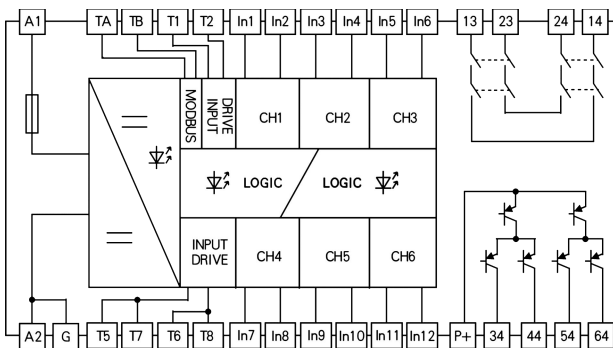 A1 TA TB T1 T2 In1 In2 In3 In4 In5 In6 13 23 24 14
MODBUS
DRIVE INPUT
CH1 CH2 CH3
LOGIC LOGIC
INPUT DRIVE
CH4 CH5 CH6
A2 G T5 T7 T6 T8 In7 In8 In9 In10 In11 In12 P+ 34 44 54 64